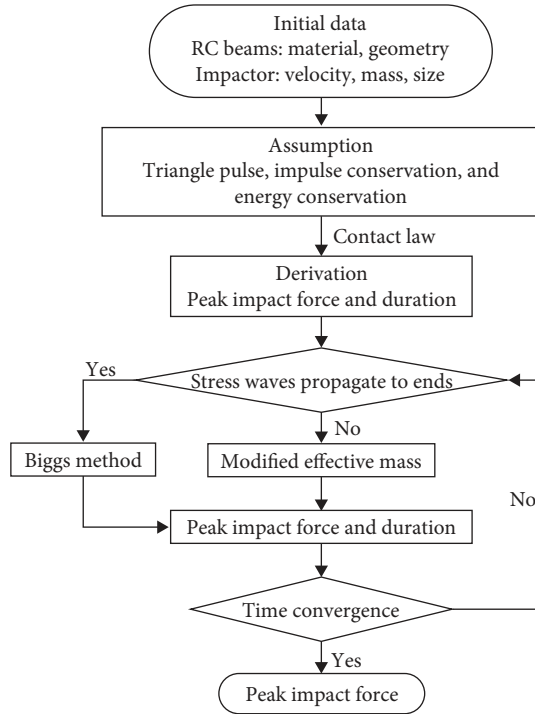 Initial data
RC beams: material, geometry
Impactor: velocity, mass, size
Assumption
Triangle pulse, impulse conservation, and
energy conservation
Contact law
Derivation
Peak impact force and duration
Yes
Stress waves propagate to ends
No
Biggs method
Modified effective mass
No
Peak impact force and duration
Time convergence
Yes
Peak impact force